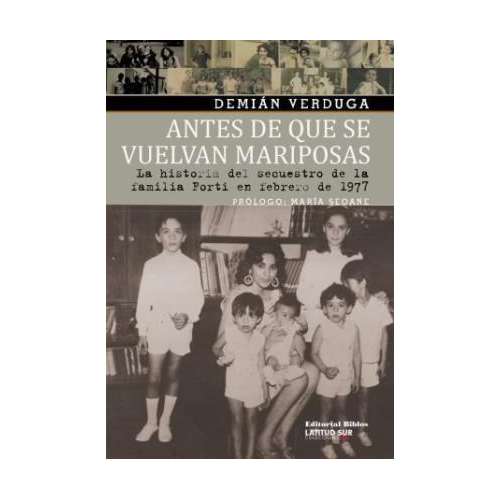 DEMIÁN VERDUGA
ANTES DE QUE SE
VUELVAN MARIPOSAS
La historia del secuestro de la
familia Forti en febrero de 1977
PRÓLOGO: MARÍA SEOANE
Editorial Biblos
LATITUD SUR